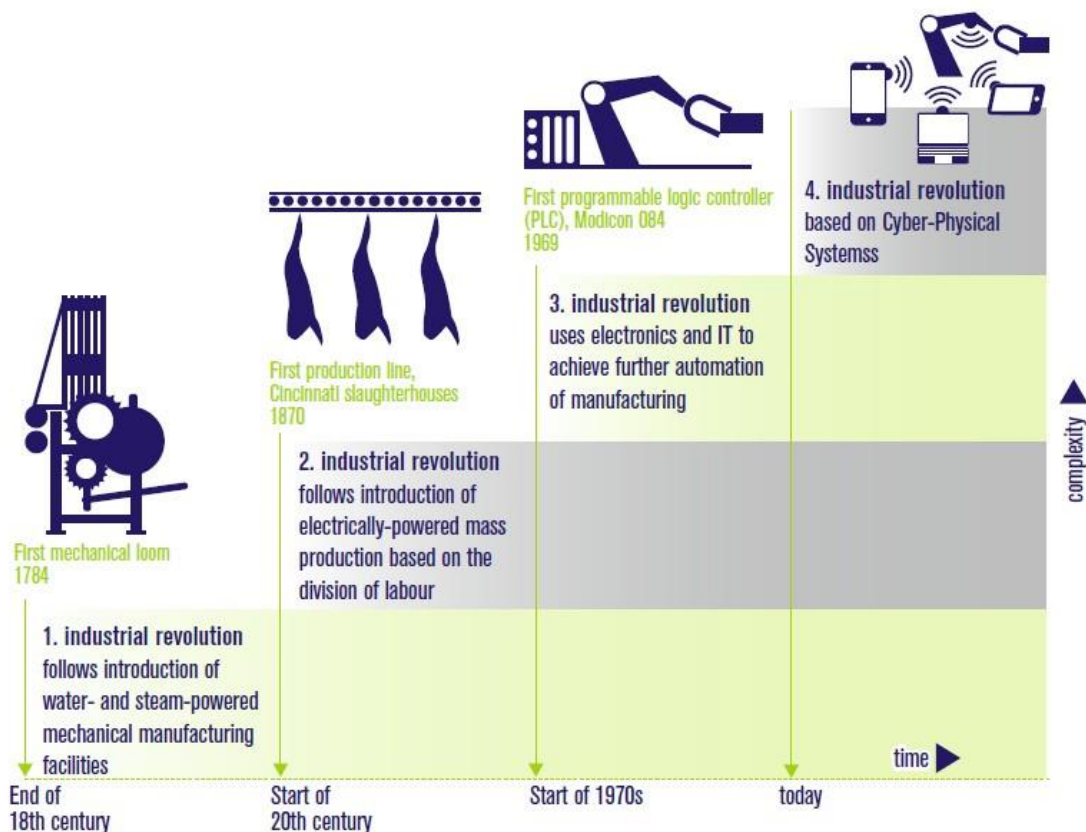 First mechanical loom
1784
1. industrial revolution
follows introduction of
water- and steam-powered
mechanical manufacturing
facilities
End of
18th century
First production line,
Cincinnati slaughterhouses
1870
2. industrial revolution
follows introduction of
electrically-powered mass
production based on the
division of labour
Start of
20th century
First programmable logic controller
(PLC), Modicon 084
1969
3. industrial revolution
uses electronics and IT to
achieve further automation
of manufacturing
Start of 1970s
4. industrial revolution
based on Cyber-Physical
Systemss
today
time
complexity